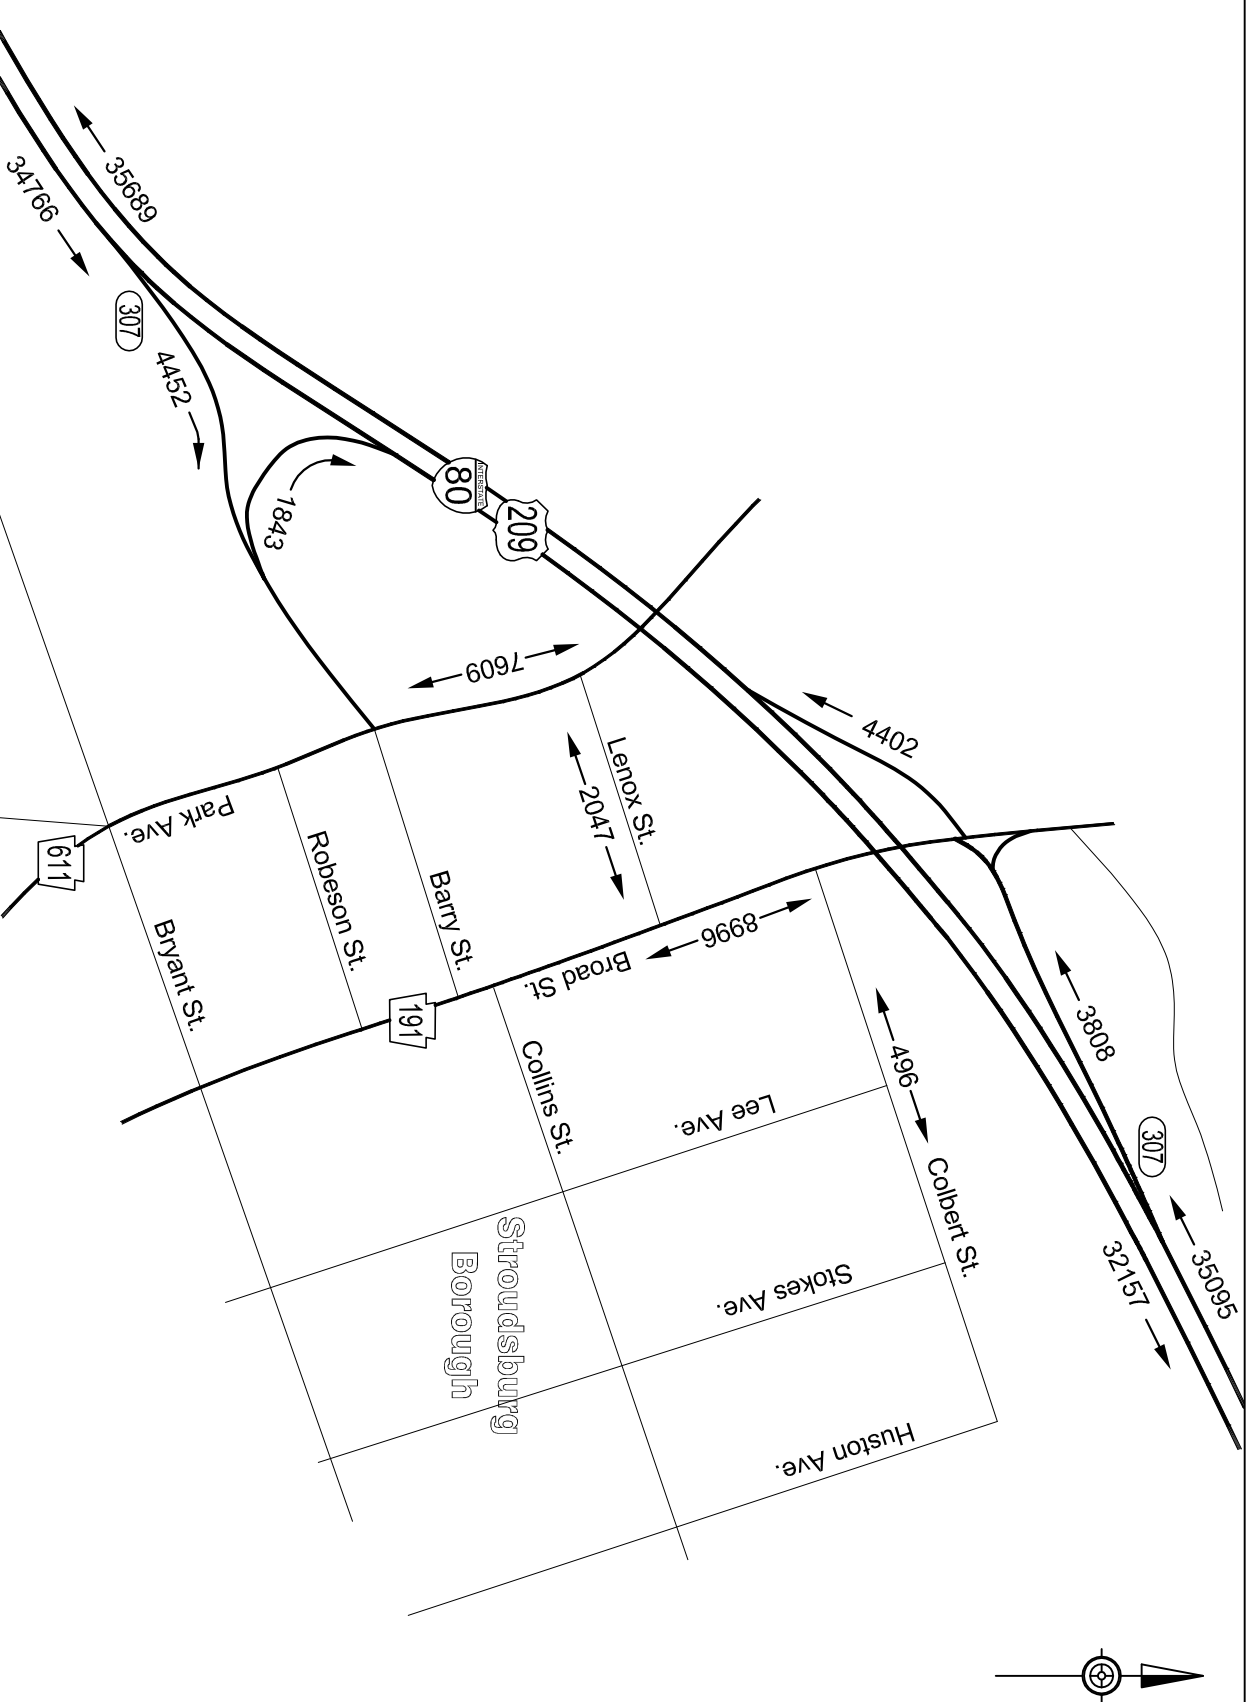 35689
34766
307
4452
1843
INTERSTATE
80
209
7609
4402
Lenox St.
2047
Park Ave.
611
Robeson St.
Barry St.
Bryant St.
8996
Broad St.
191
3808
496
Collins St.
Lee Ave.
307
Colbert St.
35095
32157
Stroudsburg
Borough
Stokes Ave.
Huston Ave.